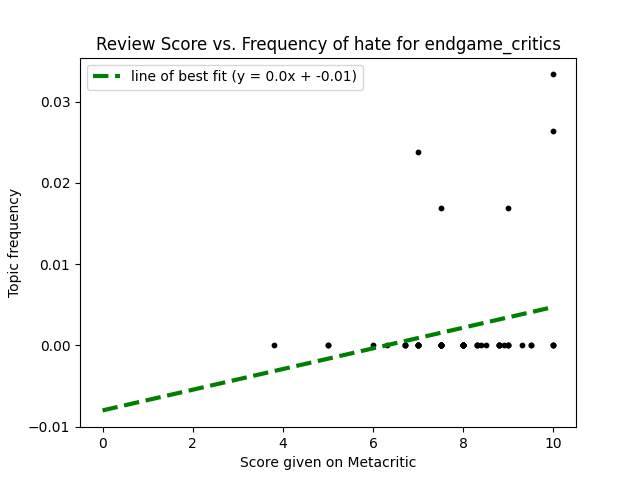 Review Score vs. Frequency of hate for endgame_critics
line of best fit (y = 0.0x + -0.01)
0.03
0.02
0.01
0.00
−0.01
Topic frequency
0 2 4 6 8 10
Score given on Metacritic